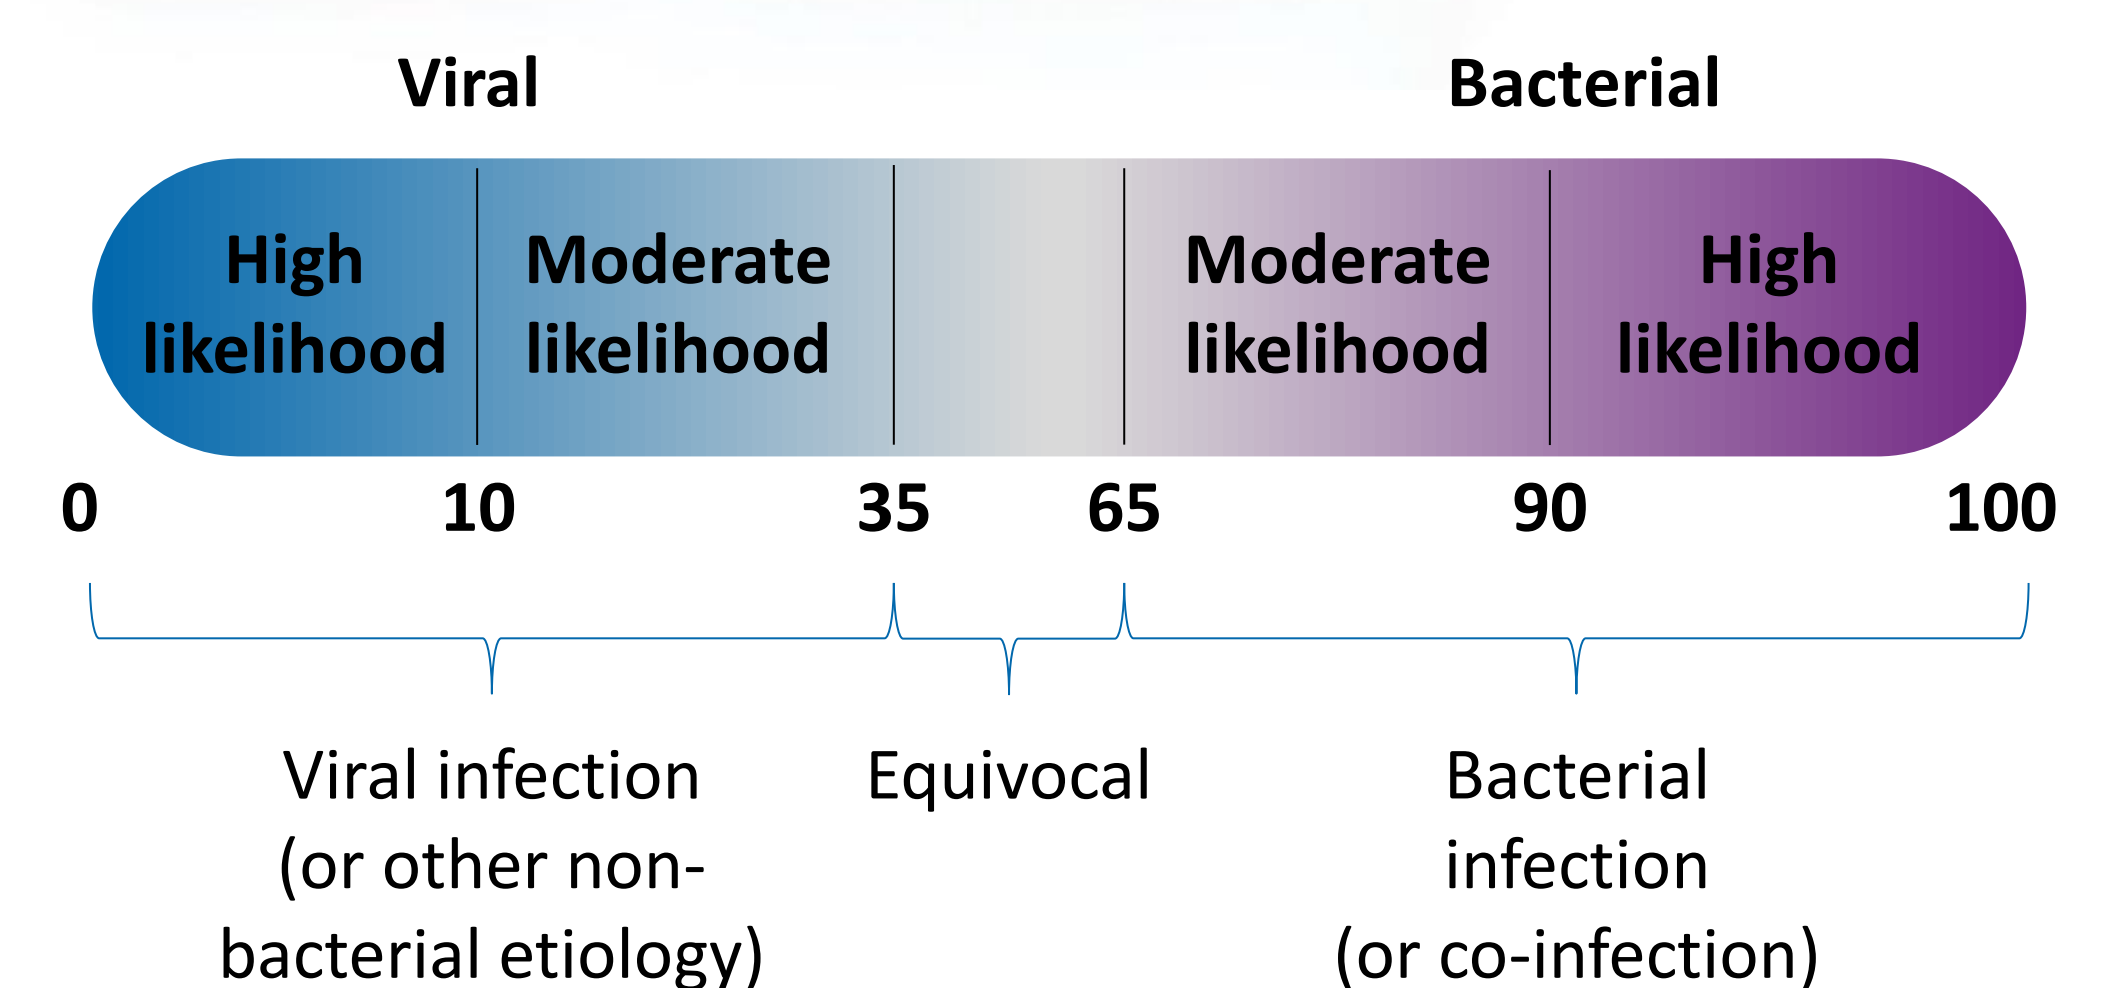 Viral
Bacterial
High
likelihood
Moderate
likelihood
Moderate
likelihood
High
likelihood
0
10
35
65
90
100
Viral infection
(or other non-
bacterial etiology)
Equivocal
Bacterial
infection
(or co-infection)